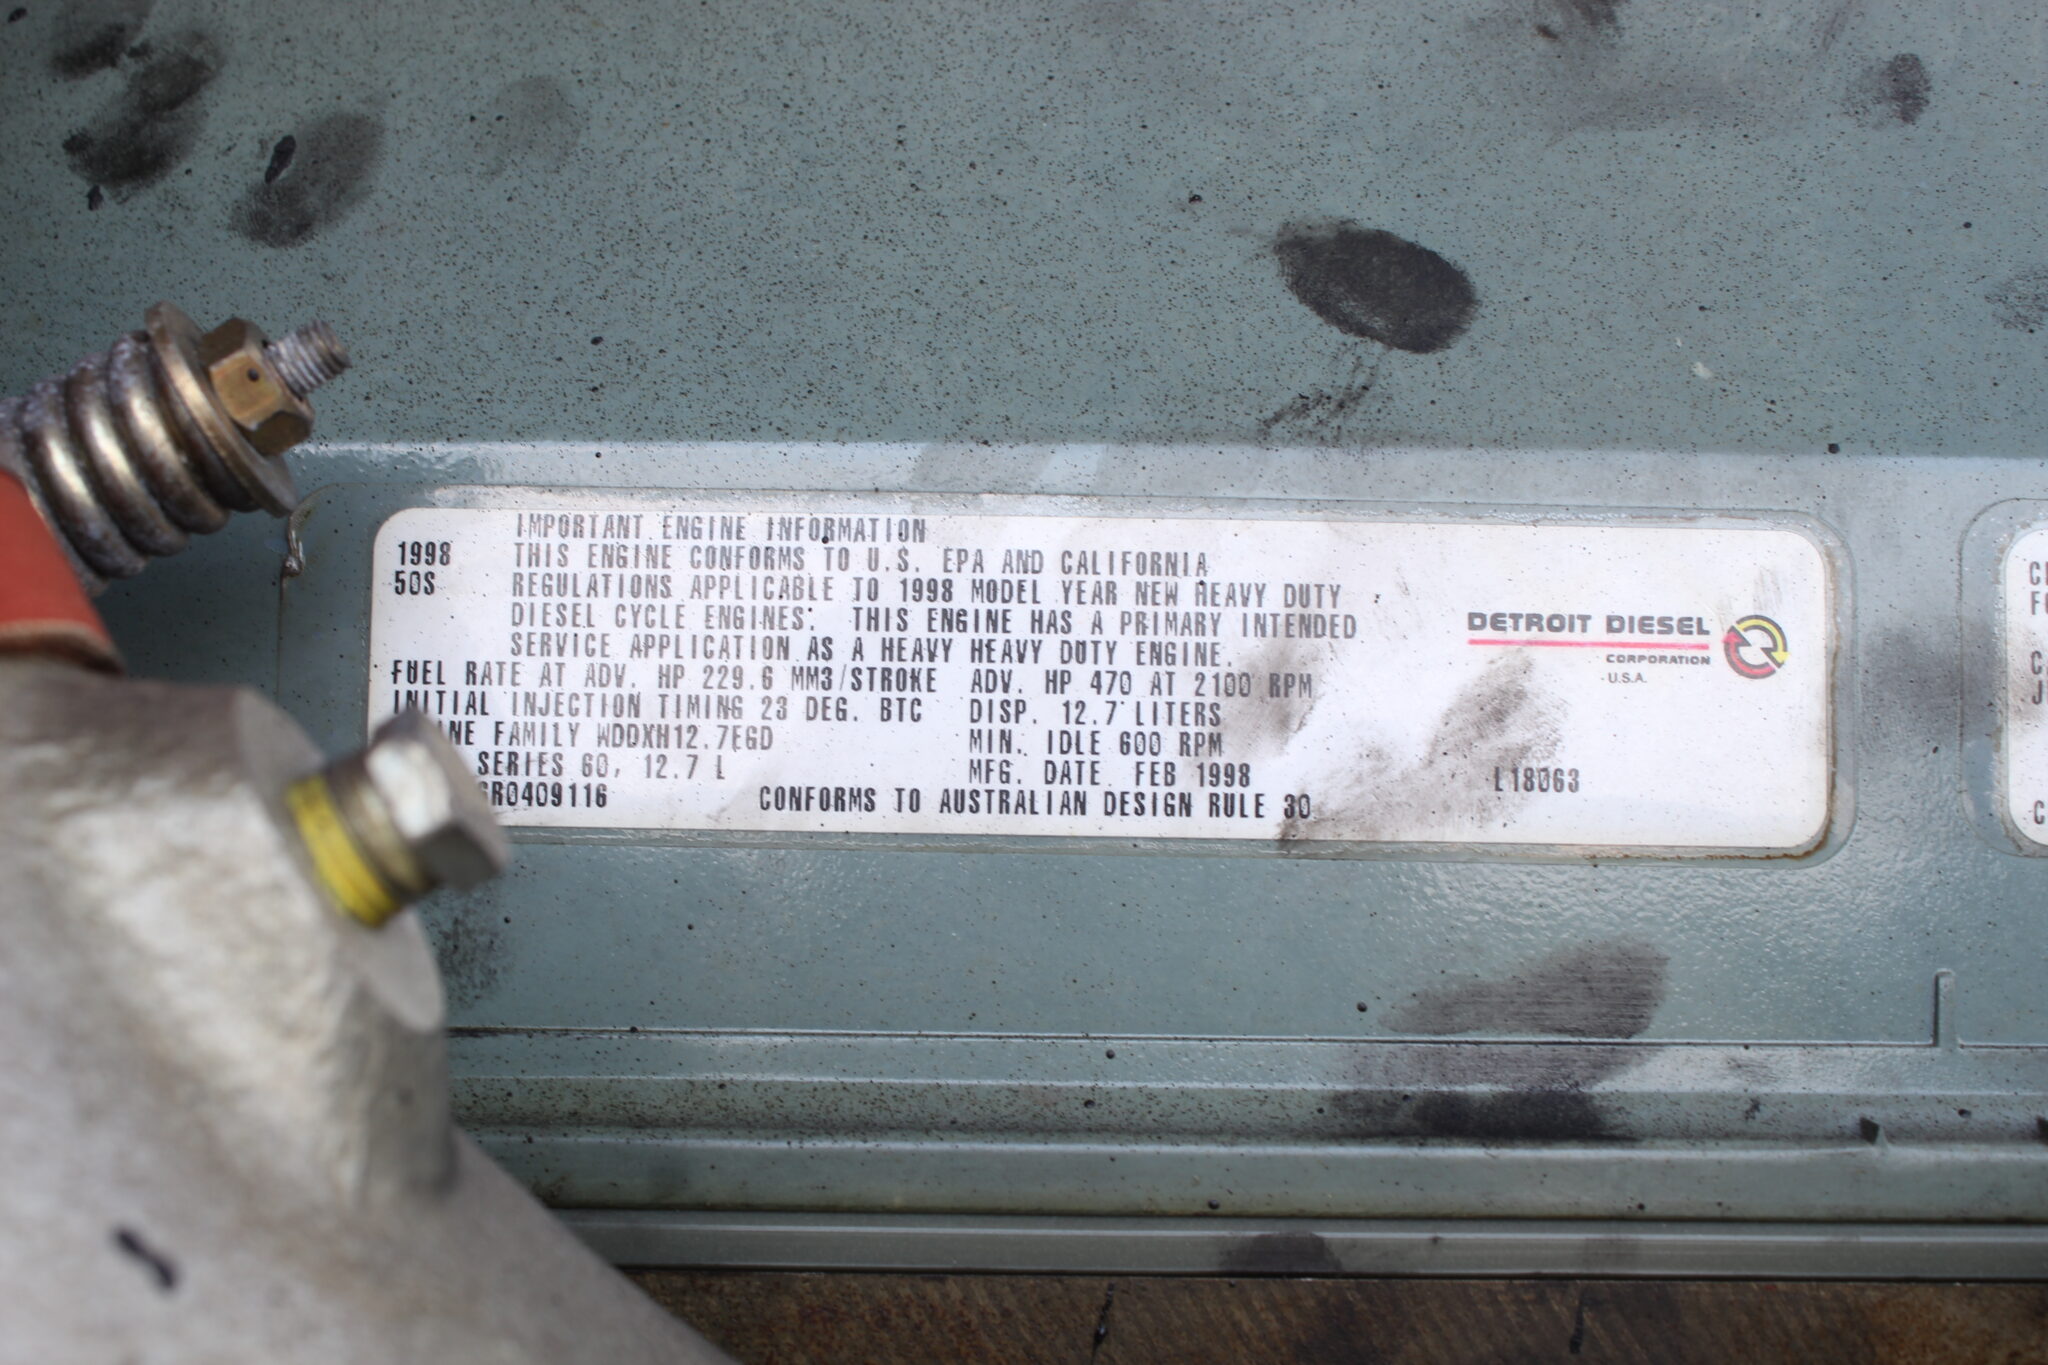 IMPORTANT ENGINE INFORMATION
1998 THIS ENGINE CONFORMS TO U.S. EPA AND CALIFORNIA
50S REGULATIONS APPLICABLE TO 1998 MODEL YEAR NEW HEAVY DUTY
DIESEL CYCLE ENGINES. THIS ENGINE HAS A PRIMARY INTENDED
SERVICE APPLICATION AS A HEAVY HEAVY DUTY ENGINE.
FUEL RATE AT ADV. HP 229.6 MM3/STROKE ADV. HP 470 AT 2100 RPM
INITIAL INJECTION TIMING 23 DEG. BTC DISP. 12.7 LITERS
FAMILY WDDXH12.7EGD MIN. IDLE 600 RPM
SERIES 60, 12.7 L MFG. DATE FEB 1998
R0409116 CONFORMS TO AUSTRALIAN DESIGN RULE 30
L18063
DETROIT DIESEL
CORPORATION
U.S.A.